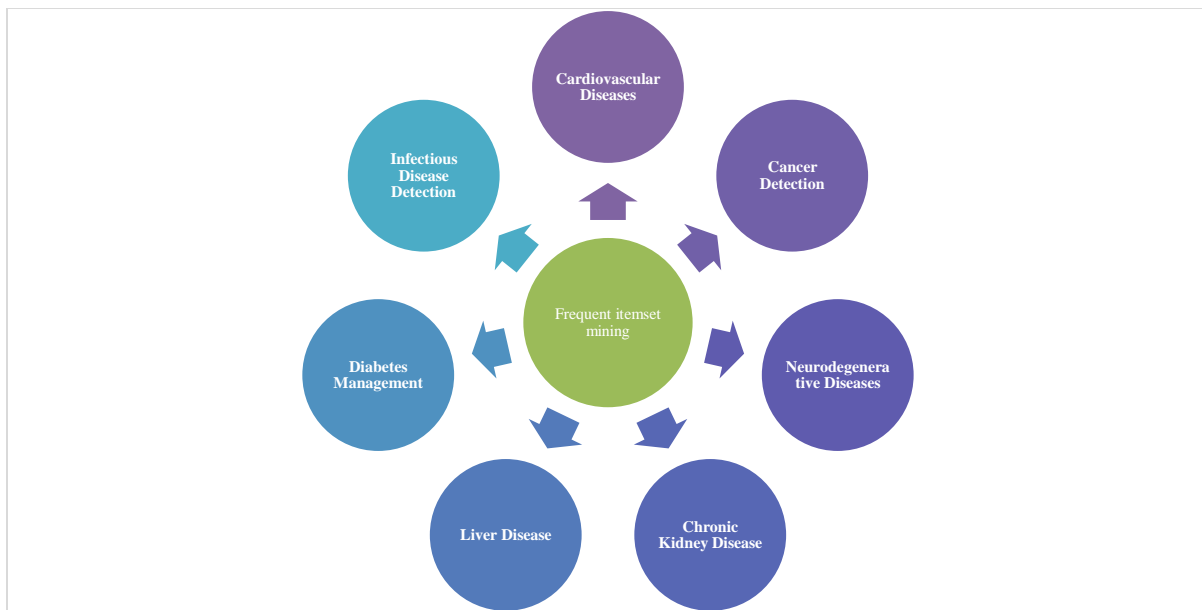 Cardiovascular
Diseases
Cancer
Detection
Neurodegenera
tive Diseases
Chronic
Kidney Disease
Liver Disease
Diabetes
Management
Infectious
Disease
Detection
Frequent itemset
mining